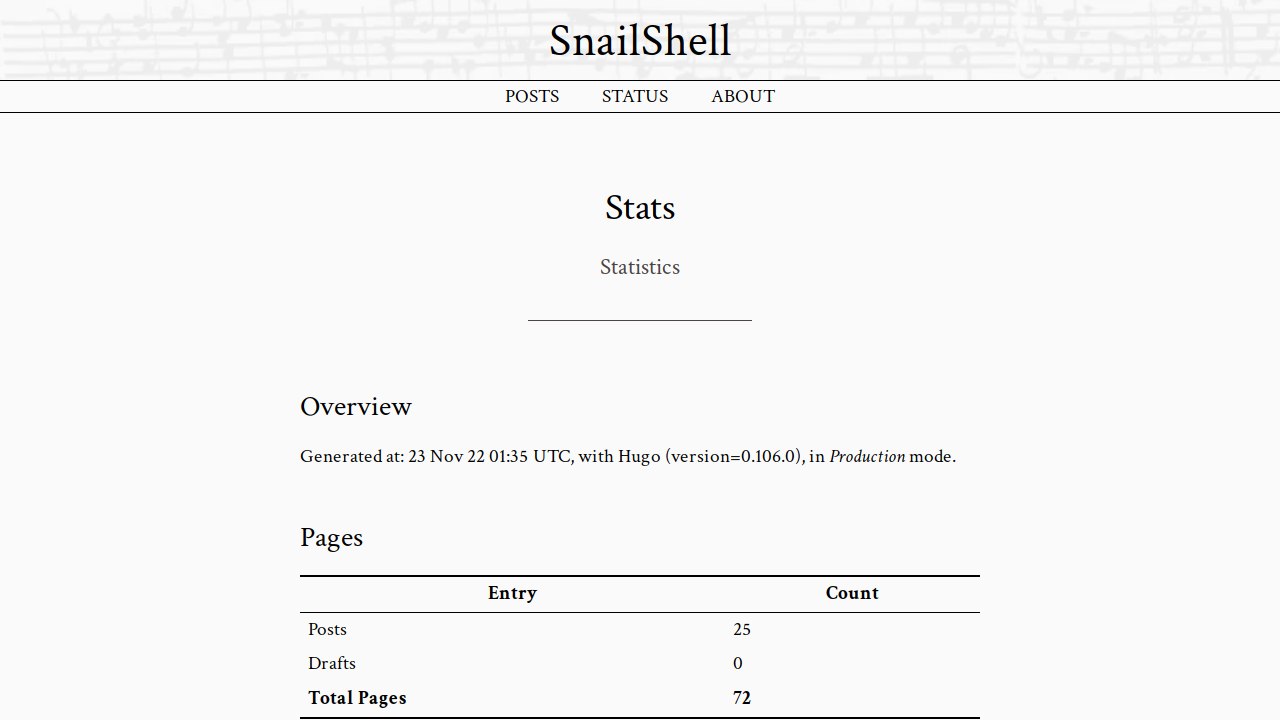 SnailShell
POSTS STATUS ABOUT
Stats
Statistics
Overview
Generated at: 23 Nov 22 01:35 UTC, with Hugo (version=0.106.0), in Production mode.
Pages
Entry Count
Posts 25
Drafts 0
Total Pages 72